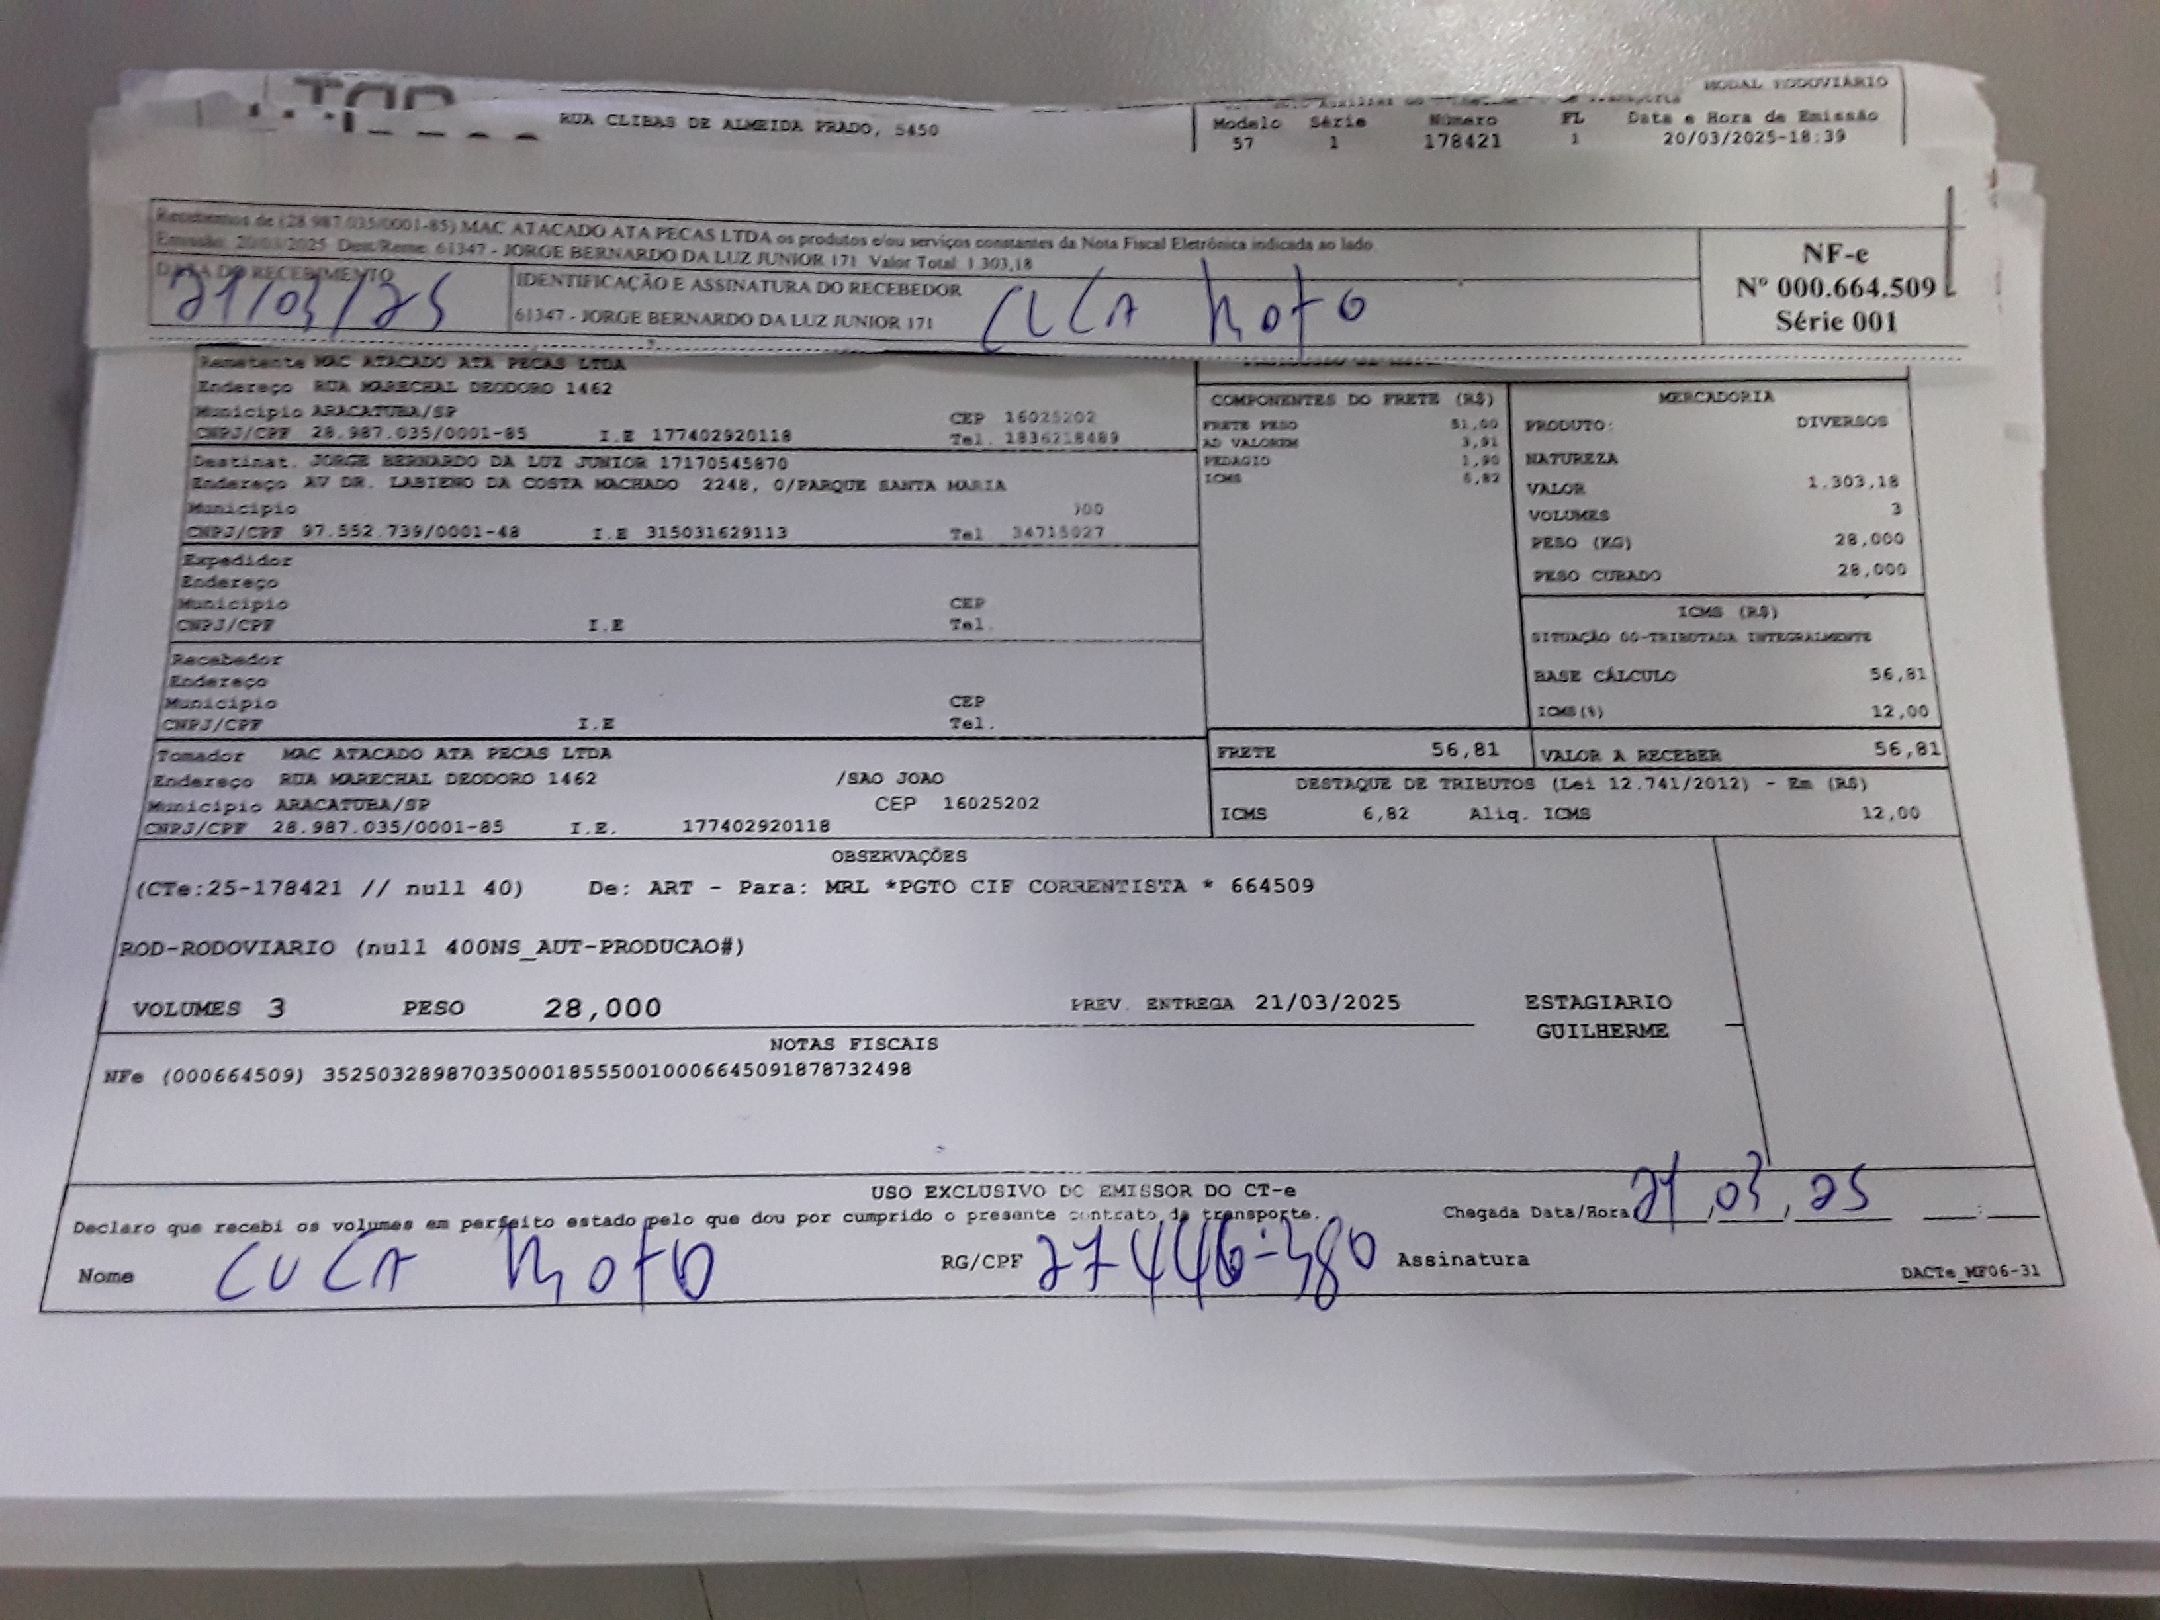 MODAL RODOVIÁRIO
RUA CLIBAS DE ALMEIDA PRADO, 5450
Modelo Série Número FL Data e Hora de Emissão
57 1 178421 1 20/03/2025-18:39
Recebemos de (28.987.035/0001-85) MAC ATACADO ATA PECAS LTDA os produtos e/ou serviços constantes da Nota Fiscal Eletrônica indicada ao lado
Emissão: 20/03/2025 Dest/Reme: 61347 - JORGE BERNARDO DA LUZ JUNIOR 171 Valor Total: 1.303,18
NF-e
Nº 000.664.509
Série 001
DATA DO RECEBIMENTO
21/03/25
IDENTIFICAÇÃO E ASSINATURA DO RECEBEDOR
61347 - JORGE BERNARDO DA LUZ JUNIOR 171
CUCA moto
Remetente MAC ATACADO ATA PECAS LTDA
Endereço RUA MARECHAL DEODORO 1462
Município ARACATUBA/SP CEP 16025202
CNPJ/CPF 28.987.035/0001-85 I.E 177402920118 Tel. 1836218489
Destinat. JORGE BERNARDO DA LUZ JUNIOR 17170545870
Endereço AV DR. LABIENO DA COSTA MACHADO 2248, 0/PARQUE SANTA MARIA
Município 00
CNPJ/CPF 97.552.739/0001-48 I.E 315031629113 Tel 34715027
Expedidor
Endereço
Município CEP
CNPJ/CPF I.E Tel.
Recebedor
Endereço
Município CEP
CNPJ/CPF I.E Tel.
Tomador MAC ATACADO ATA PECAS LTDA
Endereço RUA MARECHAL DEODORO 1462 /SAO JOAO
Município ARACATUBA/SP CEP 16025202
CNPJ/CPF 28.987.035/0001-85 I.E. 177402920118
COMPONENTES DO FRETE (R$)
FRETE PESO 51,00
AD VALOREM 3,91
PEDAGIO 1,90
ICMS 6,82
MERCADORIA
PRODUTO: DIVERSOS
NATUREZA
VALOR 1.303,18
VOLUMES 3
PESO (KG) 28,000
PESO CUBADO 28,000
ICMS (R$)
SITUAÇÃO 00-TRIBUTADA INTEGRALMENTE
BASE CÁLCULO 56,81
ICMS(%) 12,00
FRETE 56,81 VALOR A RECEBER 56,81
DESTAQUE DE TRIBUTOS (Lei 12.741/2012) - Em (R$)
ICMS 6,82 Aliq. ICMS 12,00
OBSERVAÇÕES
(CTe:25-178421 // null 40) De: ART - Para: MRL *PGTO CIF CORRENTISTA * 664509
ROD-RODOVIARIO (null 400NS_AUT-PRODUCAO#)
VOLUMES 3 PESO 28,000 PREV. ENTREGA 21/03/2025 ESTAGIARIO
GUILHERME
NOTAS FISCAIS
NFe (000664509) 35250328987035000185550010006645091878732498
USO EXCLUSIVO DO EMISSOR DO CT-e
Declaro que recebi os volumes em perfeito estado pelo que dou por cumprido o presente contrato de transporte. Chegada Data/Hora 21,03,25 __:__
Nome CUCA moto RG/CPF 27446-380 Assinatura
DACTe_MF06-31